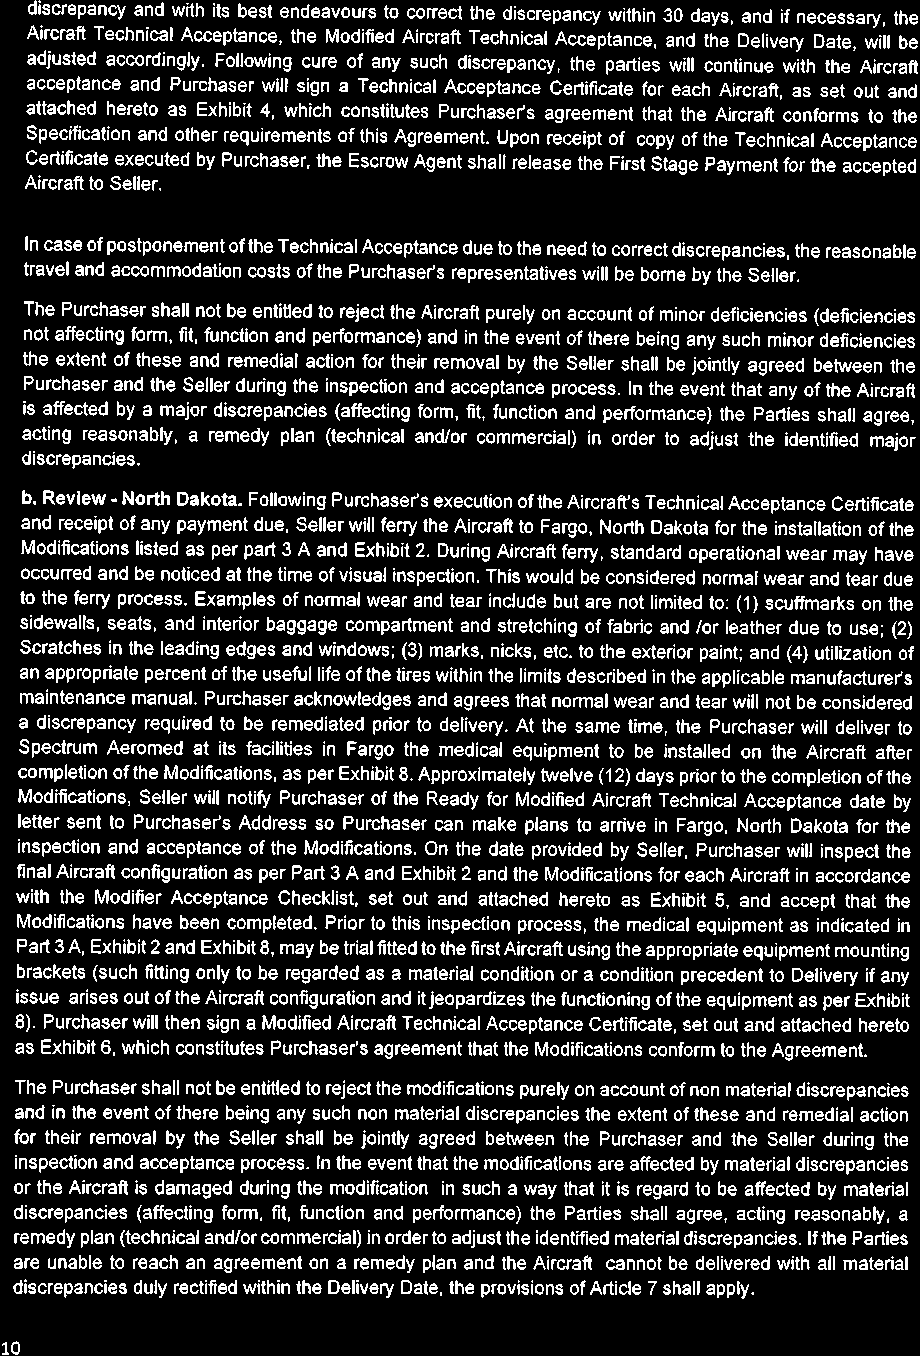 discrepancy and with its best endeavours to correct the discrepancy within 30 days, and if necessary, the
Aircraft Technical Acceptance, the Modified Aircraft Technical Acceptance, and the Delivery Date, will be
adjusted accordingly. Following cure of any such discrepancy, the parties will continue with the Aircraft
acceptance and Purchaser will sign a Technical Acceptance Certificate for each Aircraft, as set out and
attached hereto as Exhibit 4, which constitutes Purchaser's agreement that the Aircraft conforms to the
Specification and other requirements of this Agreement. Upon receipt of copy of the Technical Acceptance
Certificate executed by Purchaser, the Escrow Agent shall release the First Stage Payment for the accepted
Aircraft to Seller.
In case of postponement of the Technical Acceptance due to the need to correct discrepancies, the reasonable
travel and accommodation costs of the Purchaser's representatives will be borne by the Seller.
The Purchaser shall not be entitled to reject the Aircraft purely on account of minor deficiencies (deficiencies
not affecting form, fit, function and performance) and in the event of there being any such minor deficiencies
the extent of these and remedial action for their removal by the Seller shall be jointly agreed between the
Purchaser and the Seller during the inspection and acceptance process. In the event that any of the Aircraft
is affected by a major discrepancies (affecting form, fit, function and performance) the Parties shall agree,
acting reasonably, a remedy plan (technical and/or commercial) in order to adjust the identified major
discrepancies.
b. Review - North Dakota. Following Purchaser's execution of the Aircraft's Technical Acceptance Certificate
and receipt of any payment due, Seller will ferry the Aircraft to Fargo, North Dakota for the installation of the
Modifications listed as per part 3 A and Exhibit 2. During Aircraft ferry, standard operational wear may have
occurred and be noticed at the time of visual inspection. This would be considered normal wear and tear due
to the ferry process. Examples of normal wear and tear include but are not limited to: (1) scuffmarks on the
sidewalls, seats, and interior baggage compartment and stretching of fabric and /or leather due to use; (2)
Scratches in the leading edges and windows; (3) marks, nicks, etc. to the exterior paint; and (4) utilization of
an appropriate percent of the useful life of the tires within the limits described in the applicable manufacturer's
maintenance manual. Purchaser acknowledges and agrees that normal wear and tear will not be considered
a discrepancy required to be remediated prior to delivery. At the same time, the Purchaser will deliver to
Spectrum Aeromed at its facilities in Fargo the medical equipment to be installed on the Aircraft after
completion of the Modifications, as per Exhibit 8. Approximately twelve (12) days prior to the completion of the
Modifications, Seller will notify Purchaser of the Ready for Modified Aircraft Technical Acceptance date by
letter sent to Purchaser's Address so Purchaser can make plans to arrive in Fargo, North Dakota for the
inspection and acceptance of the Modifications. On the date provided by Seller, Purchaser will inspect the
final Aircraft configuration as per Part 3 A and Exhibit 2 and the Modifications for each Aircraft in accordance
with the Modifier Acceptance Checklist, set out and attached hereto as Exhibit 5, and accept that the
Modifications have been completed. Prior to this inspection process, the medical equipment as indicated in
Part 3 A, Exhibit 2 and Exhibit 8, may be trial fitted to the first Aircraft using the appropriate equipment mounting
brackets (such fitting only to be regarded as a material condition or a condition precedent to Delivery if any
issue arises out of the Aircraft configuration and it jeopardizes the functioning of the equipment as per Exhibit
8). Purchaser will then sign a Modified Aircraft Technical Acceptance Certificate, set out and attached hereto
as Exhibit 6, which constitutes Purchaser's agreement that the Modifications conform to the Agreement.
The Purchaser shall not be entitled to reject the modifications purely on account of non material discrepancies
and in the event of there being any such non material discrepancies the extent of these and remedial action
for their removal by the Seller shall be jointly agreed between the Purchaser and the Seller during the
inspection and acceptance process. In the event that the modifications are affected by material discrepancies
or the Aircraft is damaged during the modification in such a way that it is regard to be affected by material
discrepancies (affecting form, fit, function and performance) the Parties shall agree, acting reasonably, a
remedy plan (technical and/or commercial) in order to adjust the identified material discrepancies. If the Parties
are unable to reach an agreement on a remedy plan and the Aircraft cannot be delivered with all material
discrepancies duly rectified within the Delivery Date, the provisions of Article 7 shall apply.
10